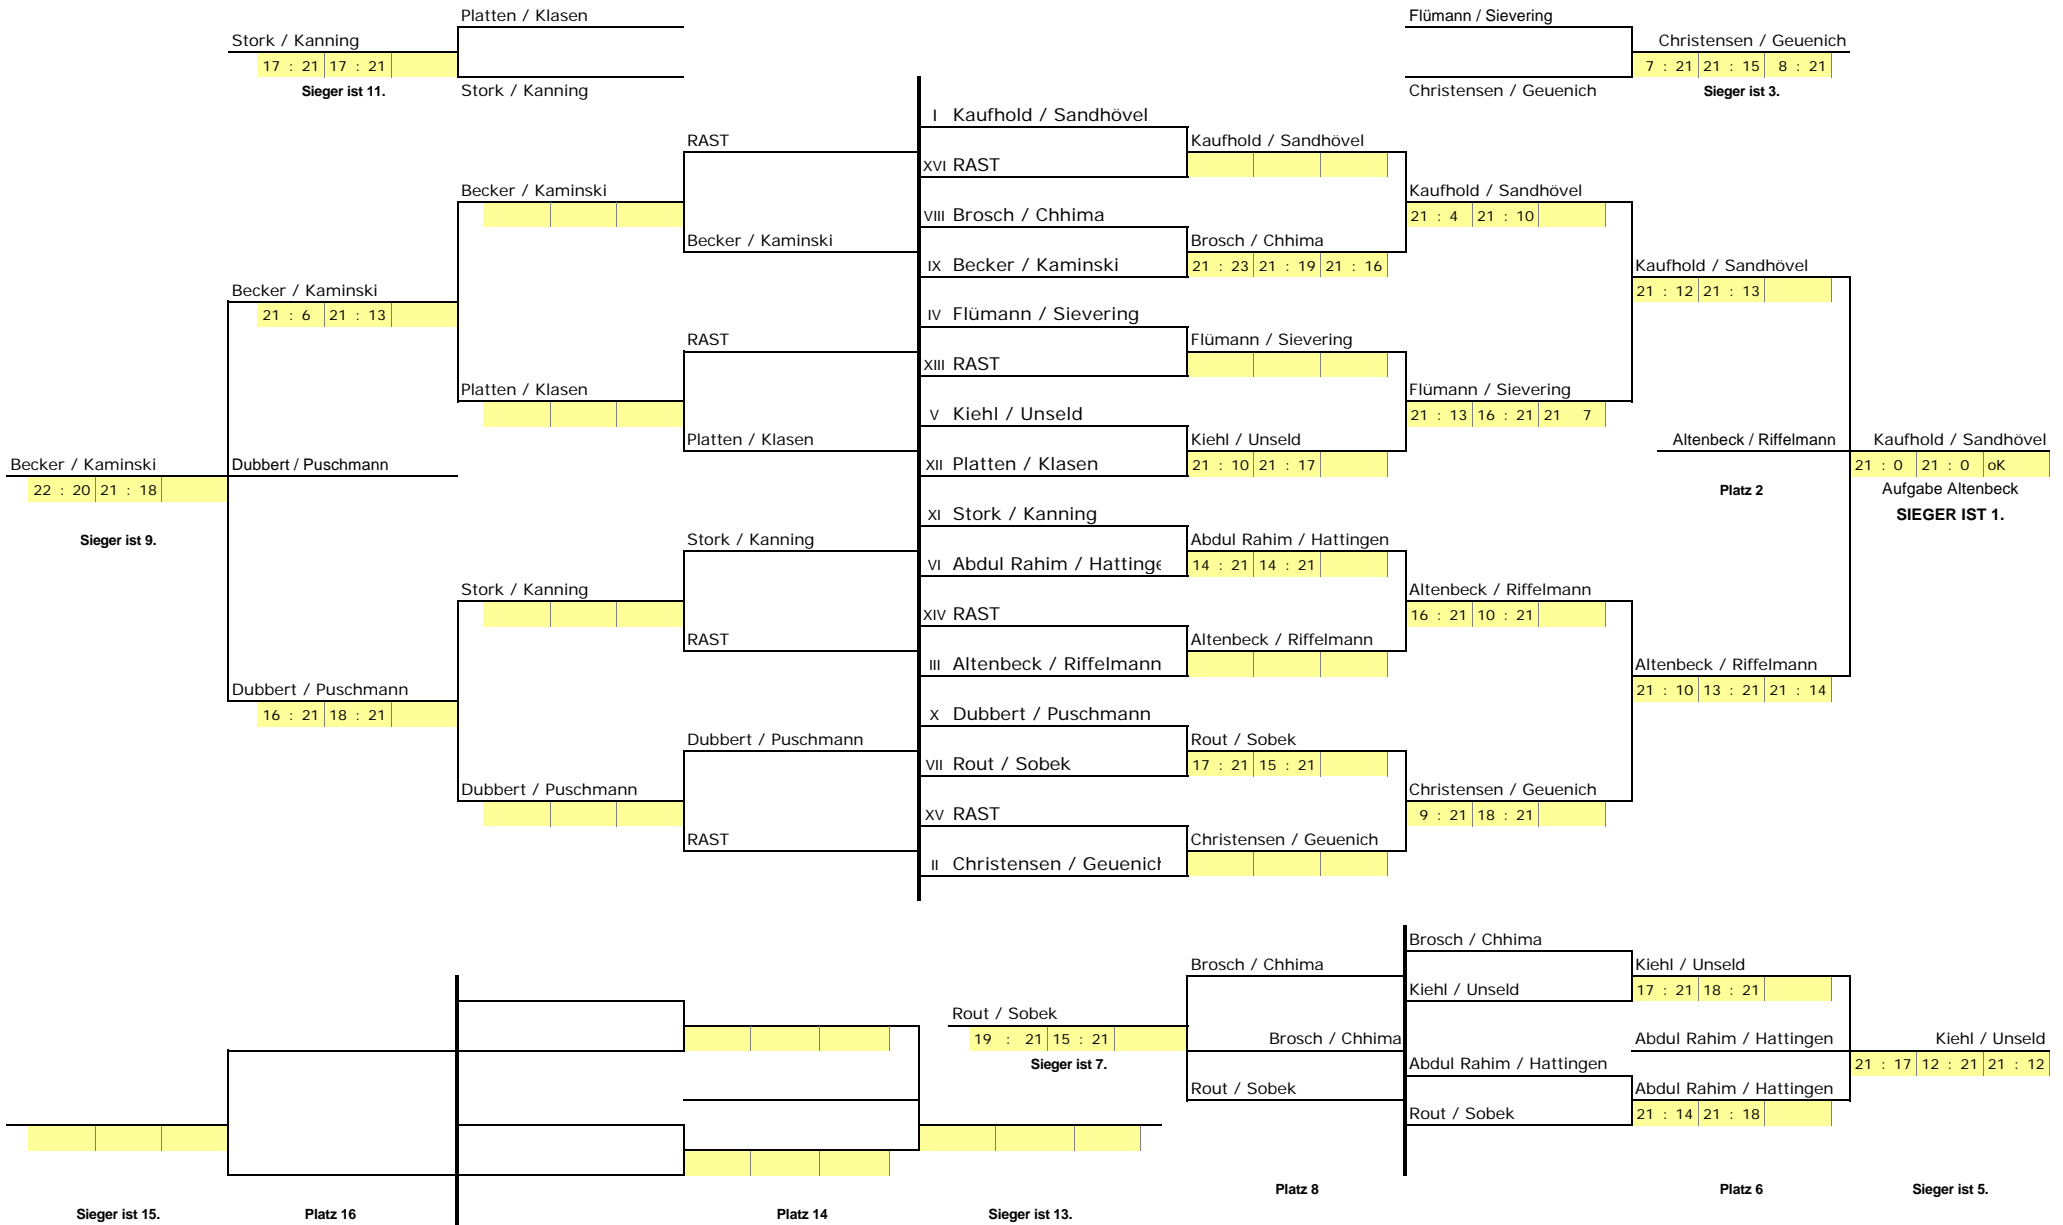 Platten / Klasen
Flümann / Sievering
Stork / Kanning
Christensen / Geuenich
17 : 21 17 : 21
7 : 21 21 : 15 8 : 21
Sieger ist 11.
Stork / Kanning
Christensen / Geuenich
Sieger ist 3.
I Kaufhold / Sandhövel
RAST
Kaufhold / Sandhövel
XVI RAST
Becker / Kaminski
Kaufhold / Sandhövel
VIII Brosch / Chhima
21 : 4 21 : 10
Becker / Kaminski
Brosch / Chhima
IX Becker / Kaminski
21 : 23 21 : 19 21 : 16
Kaufhold / Sandhövel
Becker / Kaminski
21 : 12 21 : 13
21 : 6 21 : 13
IV Flümann / Sievering
RAST
Flümann / Sievering
XIII RAST
Platten / Klasen
Flümann / Sievering
V Kiehl / Unseld
21 : 13 16 : 21 21 7
Platten / Klasen
Kiehl / Unseld
Altenbeck / Riffelmann
Kaufhold / Sandhövel
Becker / Kaminski
Dubbert / Puschmann
XII Platten / Klasen
21 : 10 21 : 17
21 : 0 21 : 0 oK
22 : 20 21 : 18
Platz 2
Aufgabe Altenbeck
XI Stork / Kanning
SIEGER IST 1.
Sieger ist 9.
Stork / Kanning
Abdul Rahim / Hattingen
VI Abdul Rahim / Hattinge
14 : 21 14 : 21
Stork / Kanning
Altenbeck / Riffelmann
XIV RAST
16 : 21 10 : 21
RAST
Altenbeck / Riffelmann
III Altenbeck / Riffelmann
Altenbeck / Riffelmann
Dubbert / Puschmann
21 : 10 13 : 21 21 : 14
16 : 21 18 : 21
X Dubbert / Puschmann
Dubbert / Puschmann
Rout / Sobek
VII Rout / Sobek
17 : 21 15 : 21
Dubbert / Puschmann
Christensen / Geuenich
XV RAST
9 : 21 18 : 21
RAST
Christensen / Geuenich
II Christensen / Geuenich
Brosch / Chhima
Brosch / Chhima
Kiehl / Unseld
Kiehl / Unseld
17 : 21 18 : 21
Rout / Sobek
19 : 21 15 : 21
Brosch / Chhima
Abdul Rahim / Hattingen
Kiehl / Unseld
Sieger ist 7.
Abdul Rahim / Hattingen
21 : 17 12 : 21 21 : 12
Rout / Sobek
Abdul Rahim / Hattingen
Rout / Sobek
21 : 14 21 : 18
Platz 8
Platz 6
Sieger ist 5.
Sieger ist 15.
Platz 16
Platz 14
Sieger ist 13.